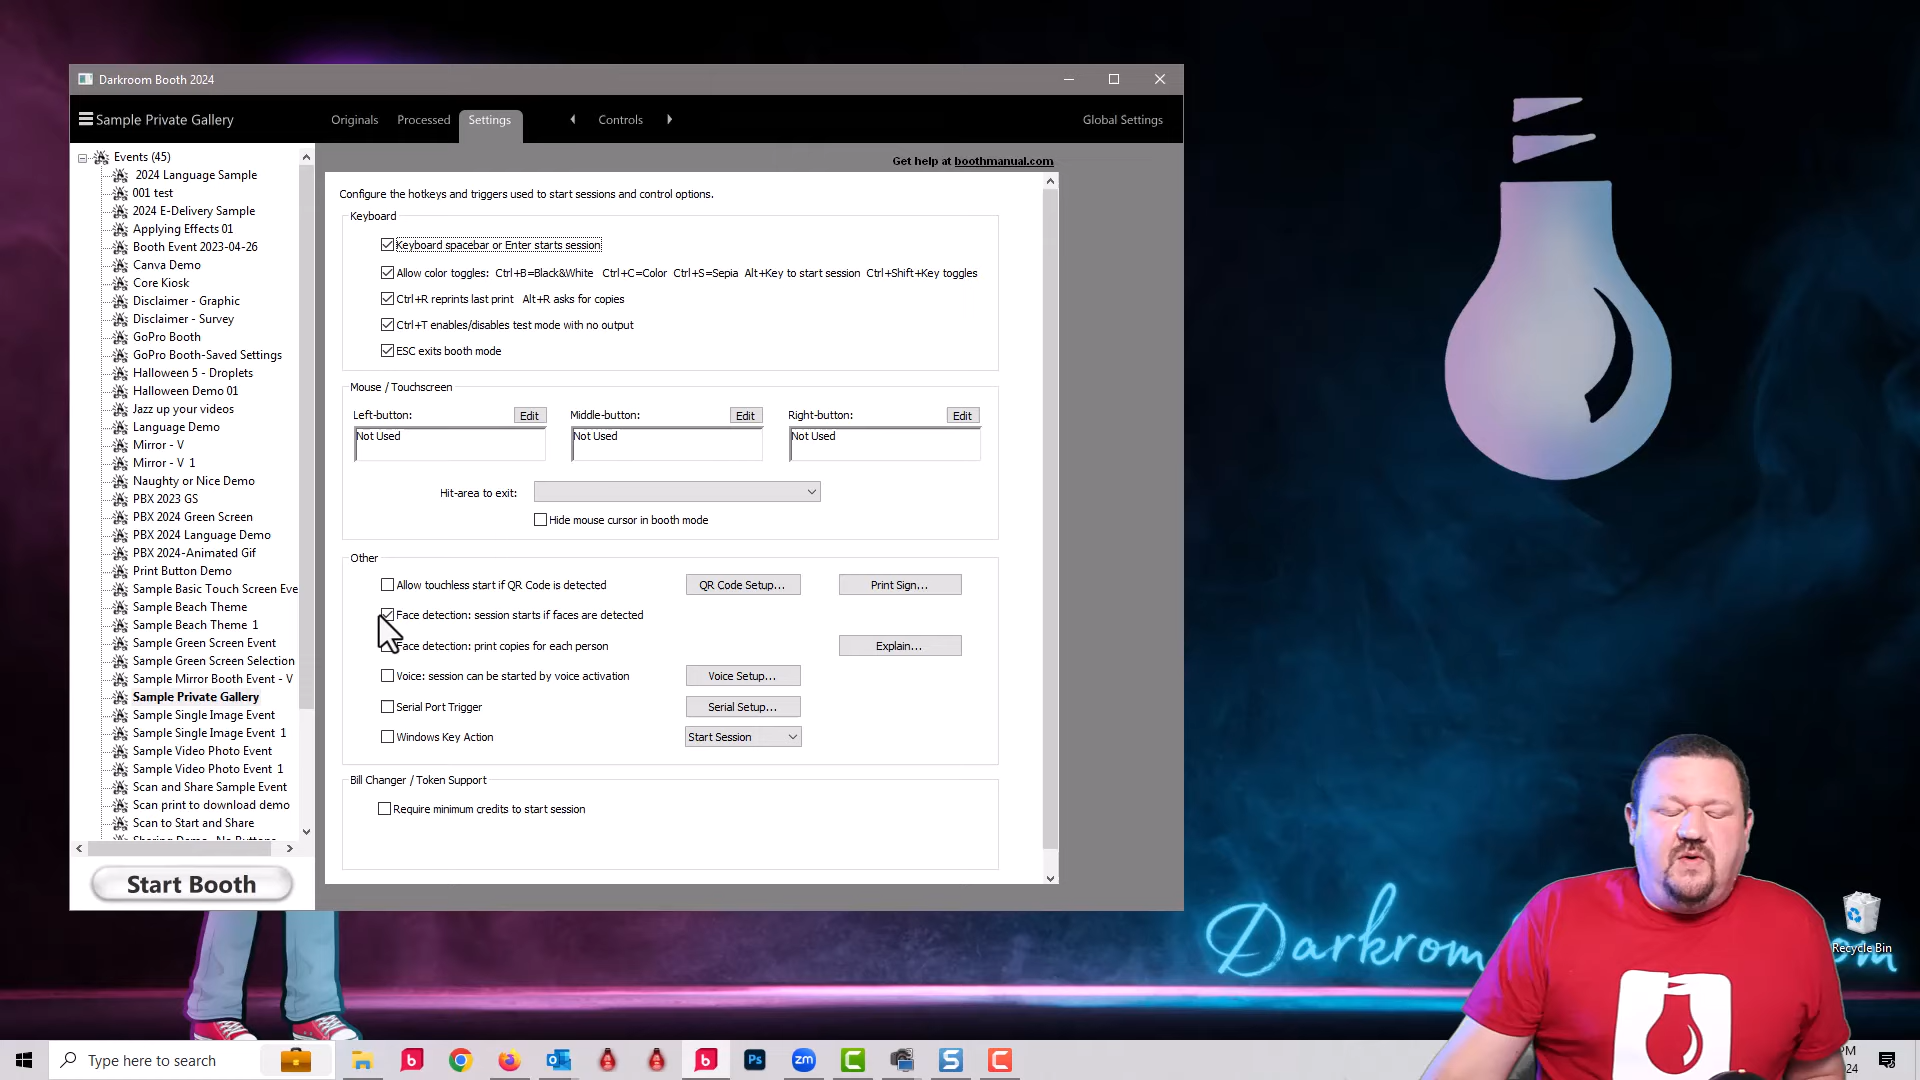 Darkroom Booth 2024
Sample Private Gallery
Originals
Processed
Settings
Controls
Global Settings
Get help at boothmanual.com
Events (45)
2024 Language Sample
001 test
2024 E-Delivery Sample
Applying Effects 01
Booth Event 2023-04-26
Canva Demo
Core Kiosk
Disclaimer - Graphic
Disclaimer - Survey
GoPro Booth
GoPro Booth-Saved Settings
Halloween 5 - Droplets
Halloween Demo 01
Jazz up your videos
Language Demo
Mirror - V
Mirror - V 1
Naughty or Nice Demo
PBX 2023 GS
PBX 2024 Green Screen
PBX 2024 Language Demo
PBX 2024-Animated Gif
Print Button Demo
Sample Basic Touch Screen Eve
Sample Beach Theme
Sample Beach Theme 1
Sample Green Screen Event
Sample Green Screen Selection
Sample Mirror Booth Event - V
Sample Private Gallery
Sample Single Image Event
Sample Single Image Event 1
Sample Video Photo Event
Sample Video Photo Event 1
Scan and Share Sample Event
Scan print to download demo
Scan to Start and Share
Start Booth
Configure the hotkeys and triggers used to start sessions and control options.
Keyboard
Keyboard spacebar or Enter starts session
Allow color toggles: Ctrl+B=Black&White Ctrl+C=Color Ctrl+S=Sepia Alt+Key to start session Ctrl+Shift+Key toggles
Ctrl+R reprints last print Alt+R asks for copies
Ctrl+T enables/disables test mode with no output
ESC exits booth mode
Mouse / Touchscreen
Left-button: Edit Middle-button: Edit Right-button: Edit
Not Used Not Used Not Used
Hit-area to exit:
Hide mouse cursor in booth mode
Other
Allow touchless start if QR Code is detected QR Code Setup... Print Sign...
Face detection: session starts if faces are detected
Face detection: print copies for each person Explain...
Voice: session can be started by voice activation Voice Setup...
Serial Port Trigger Serial Setup...
Windows Key Action Start Session
Bill Changer / Token Support
Require minimum credits to start session
Darkrom
om
Recycle Bin
Type here to search
b
b
Ps
zm
C
S
C
PM